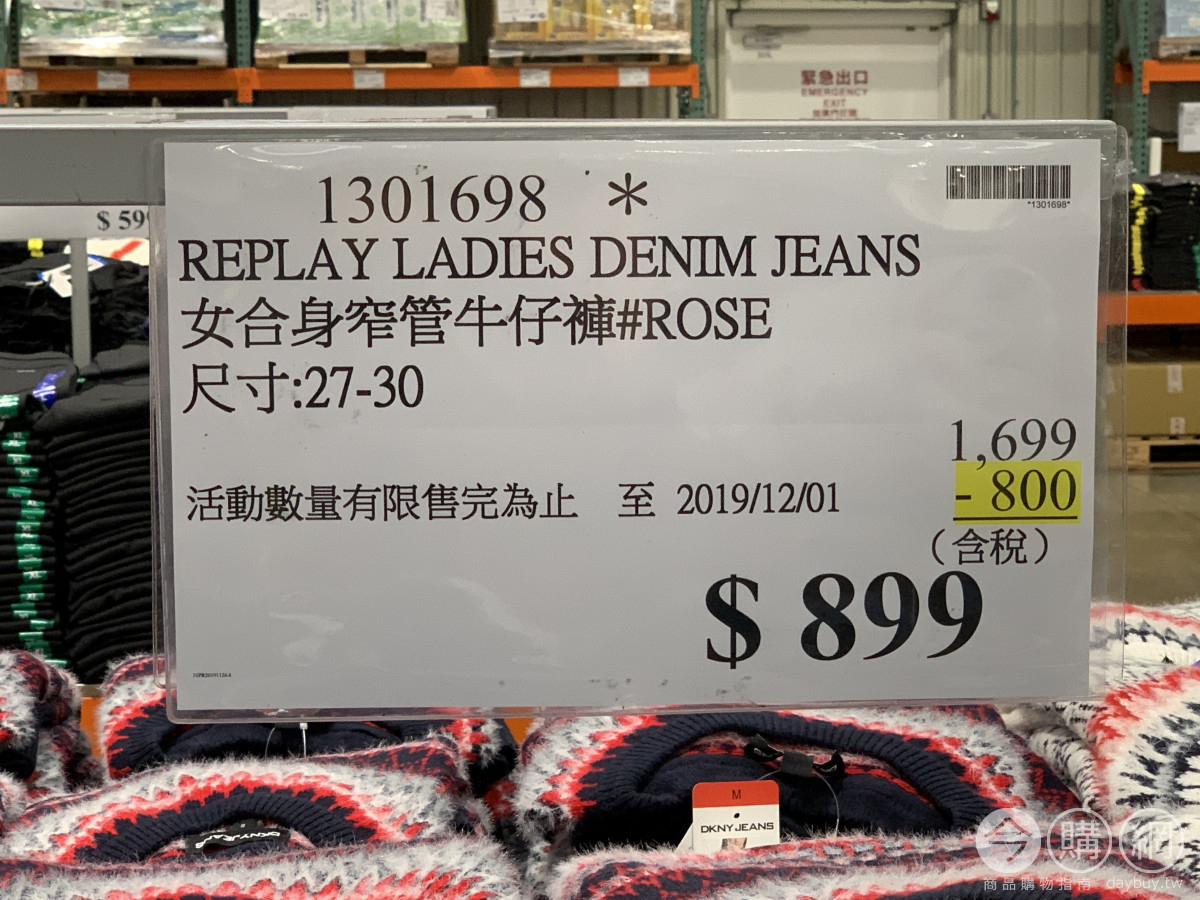 緊急出口
EMERGENCY
EXIT
$ 59
1301698 *
*1301698*
REPLAY LADIES DENIM JEANS
女合身窄管牛仔褲#ROSE
尺寸:27-30
1,699
- 800
活動數量有限售完為止 至 2019/12/01
(含稅)
$ 899
M
DKNY JEANS
今購網
商品購物指南 daybuy.tw